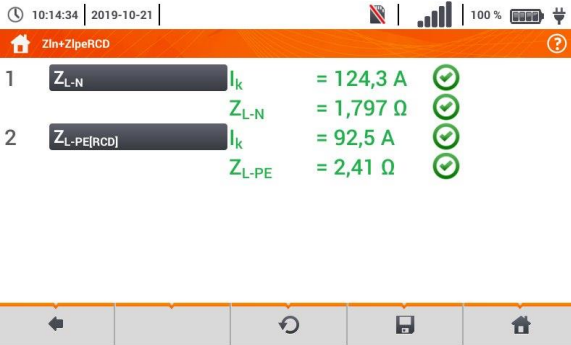 10:14:34 2019-10-21 100 %
Zln+ZlpeRCD ?
1 ZL-N Ik = 124,3 A
ZL-N = 1,797 Ω
2 ZL-PE[RCD] Ik = 92,5 A
ZL-PE = 2,41 Ω